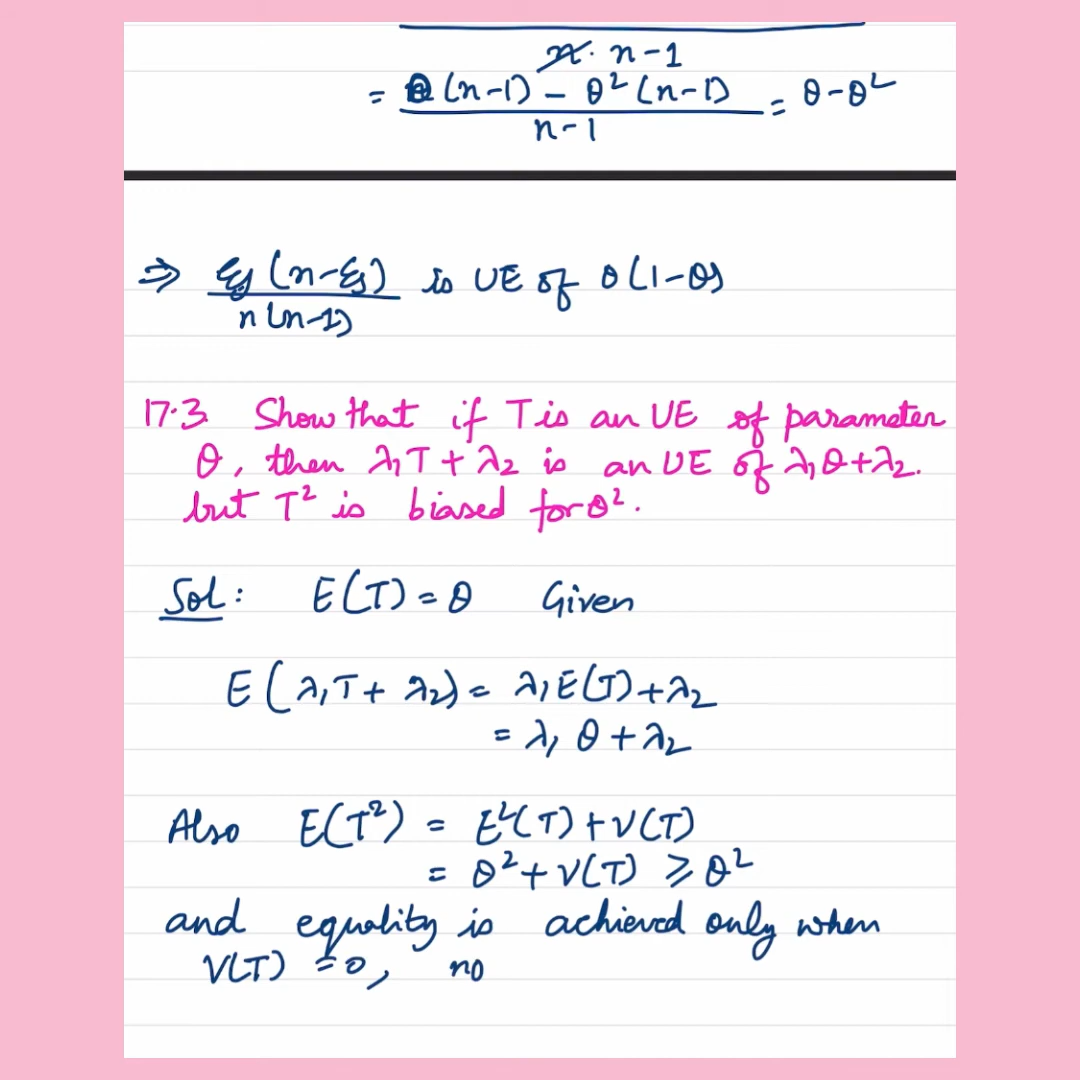 n · n-1
= θ(n-1) - θ² (n-1) = θ-θ²
n-1
⇒ ξ(n-ξ) is UE of θ(1-θ)
n(n-1)
17.3 Show that if T is an UE of parameter
θ, then λ₁T + λ₂ is an UE of λ₁θ+λ₂.
but T² is biased for θ².
Sol: E(T) = θ Given
E(λ₁T + λ₂) = λ₁E(T)+λ₂
= λ₁θ + λ₂
Also E(T²) = E²(T) + V(T)
= θ² + V(T) ⩾ θ²
and equality is achieved only when
V(T) = 0, no